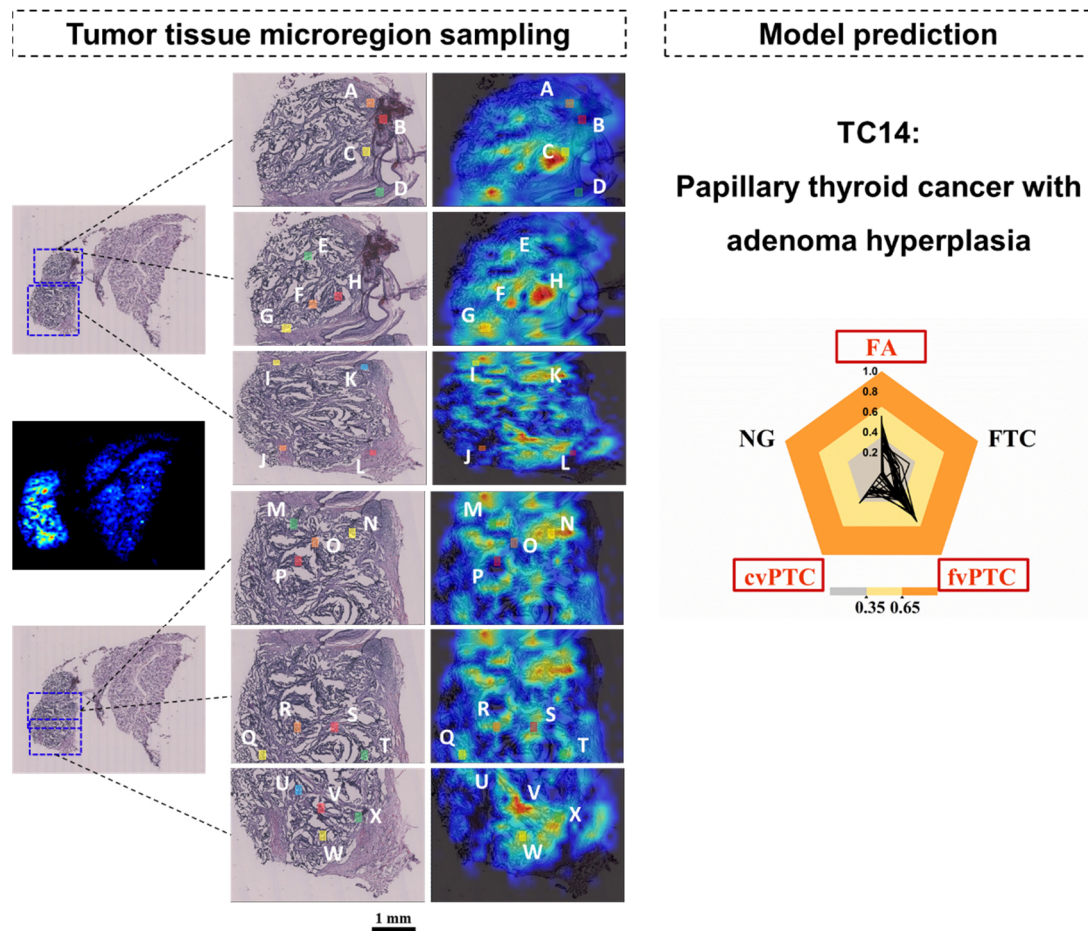 Tumor tissue microregion sampling
Model prediction
A
B
C
D
A
B
C
D
E
F
H
G
E
F
H
G
I
K
J
L
I
K
J
L
M
N
O
P
M
N
O
P
R
S
Q
T
R
S
Q
T
U
V
X
W
U
V
X
W
1 mm
TC14:
Papillary thyroid cancer with
adenoma hyperplasia
FA
1.0
0.8
0.6
0.4
0.2
NG
FTC
cvPTC
fvPTC
0.35 0.65